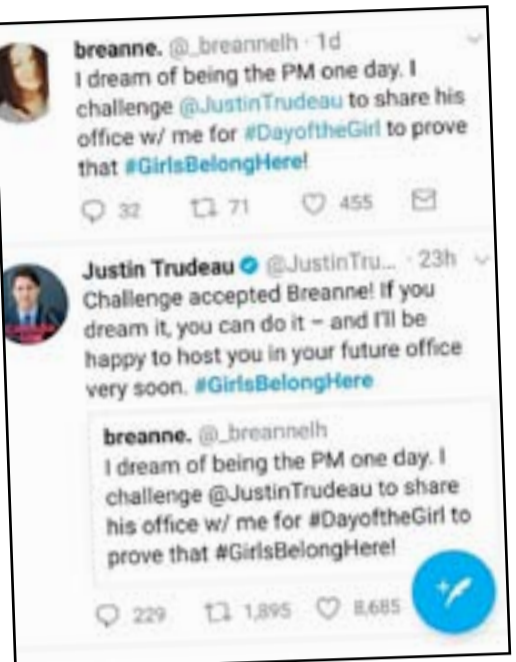 breanne. @_breannelh · 1d
I dream of being the PM one day. I
challenge @JustinTrudeau to share his
office w/ me for #DayoftheGirl to prove
that #GirlsBelongHere!
32 71 455
Justin Trudeau @JustinTru... · 23h
Challenge accepted Breanne! If you
dream it, you can do it – and I'll be
happy to host you in your future office
very soon. #GirlsBelongHere
breanne. @_breannelh
I dream of being the PM one day. I
challenge @JustinTrudeau to share
his office w/ me for #DayoftheGirl to
prove that #GirlsBelongHere!
229 1,895 8,685